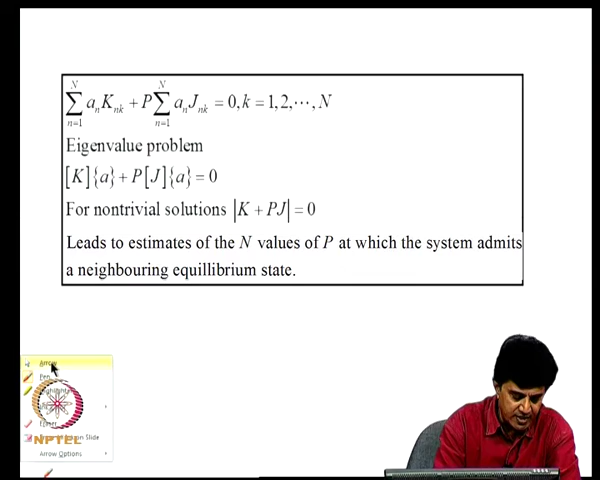 \sum_{n=1}^{N} a_n K_{nk} + P \sum_{n=1}^{N} a_n J_{nk} = 0, k = 1, 2, ⋯, N
Eigenvalue problem
[K]{a} + P[J]{a} = 0
For nontrivial solutions |K + PJ| = 0
Leads to estimates of the N values of P at which the system admits
a neighbouring equillibrium state.
Arrow
Pen
NPTEL
Arrow Options